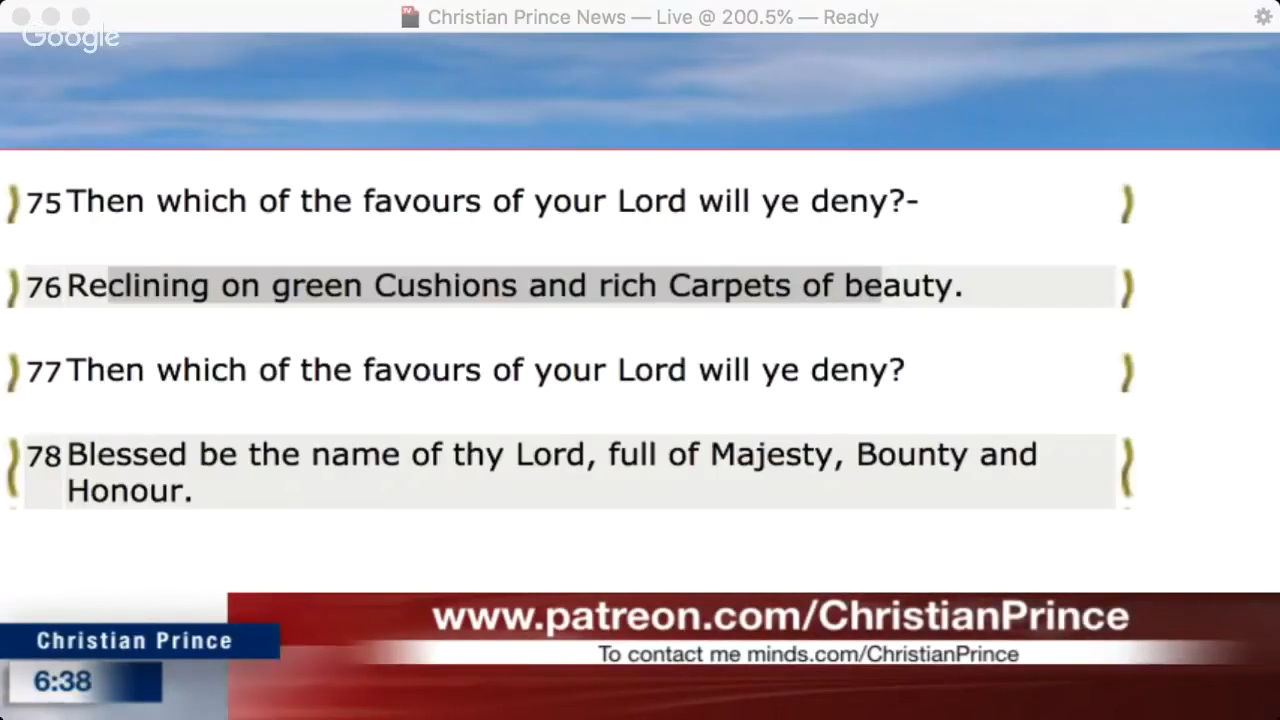 Christian Prince News — Live @ 200.5% — Ready
Google
75 Then which of the favours of your Lord will ye deny?-
76 Reclining on green Cushions and rich Carpets of beauty.
77 Then which of the favours of your Lord will ye deny?
78 Blessed be the name of thy Lord, full of Majesty, Bounty and
Honour.
www.patreon.com/ChristianPrince
Christian Prince
To contact me minds.com/ChristianPrince
6:38